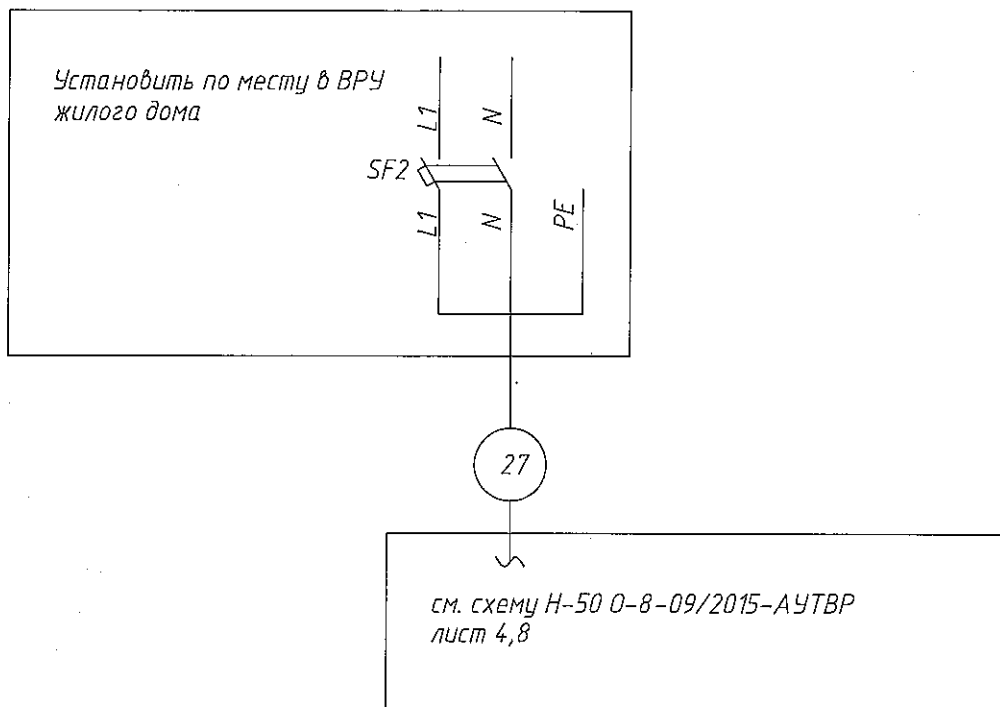 Установить по месту в ВРУ
жилого дома
L1
N
SF2
L1
N
PE
27
см. схему Н-50 О-8-09/2015-АУТВР
лист 4,8